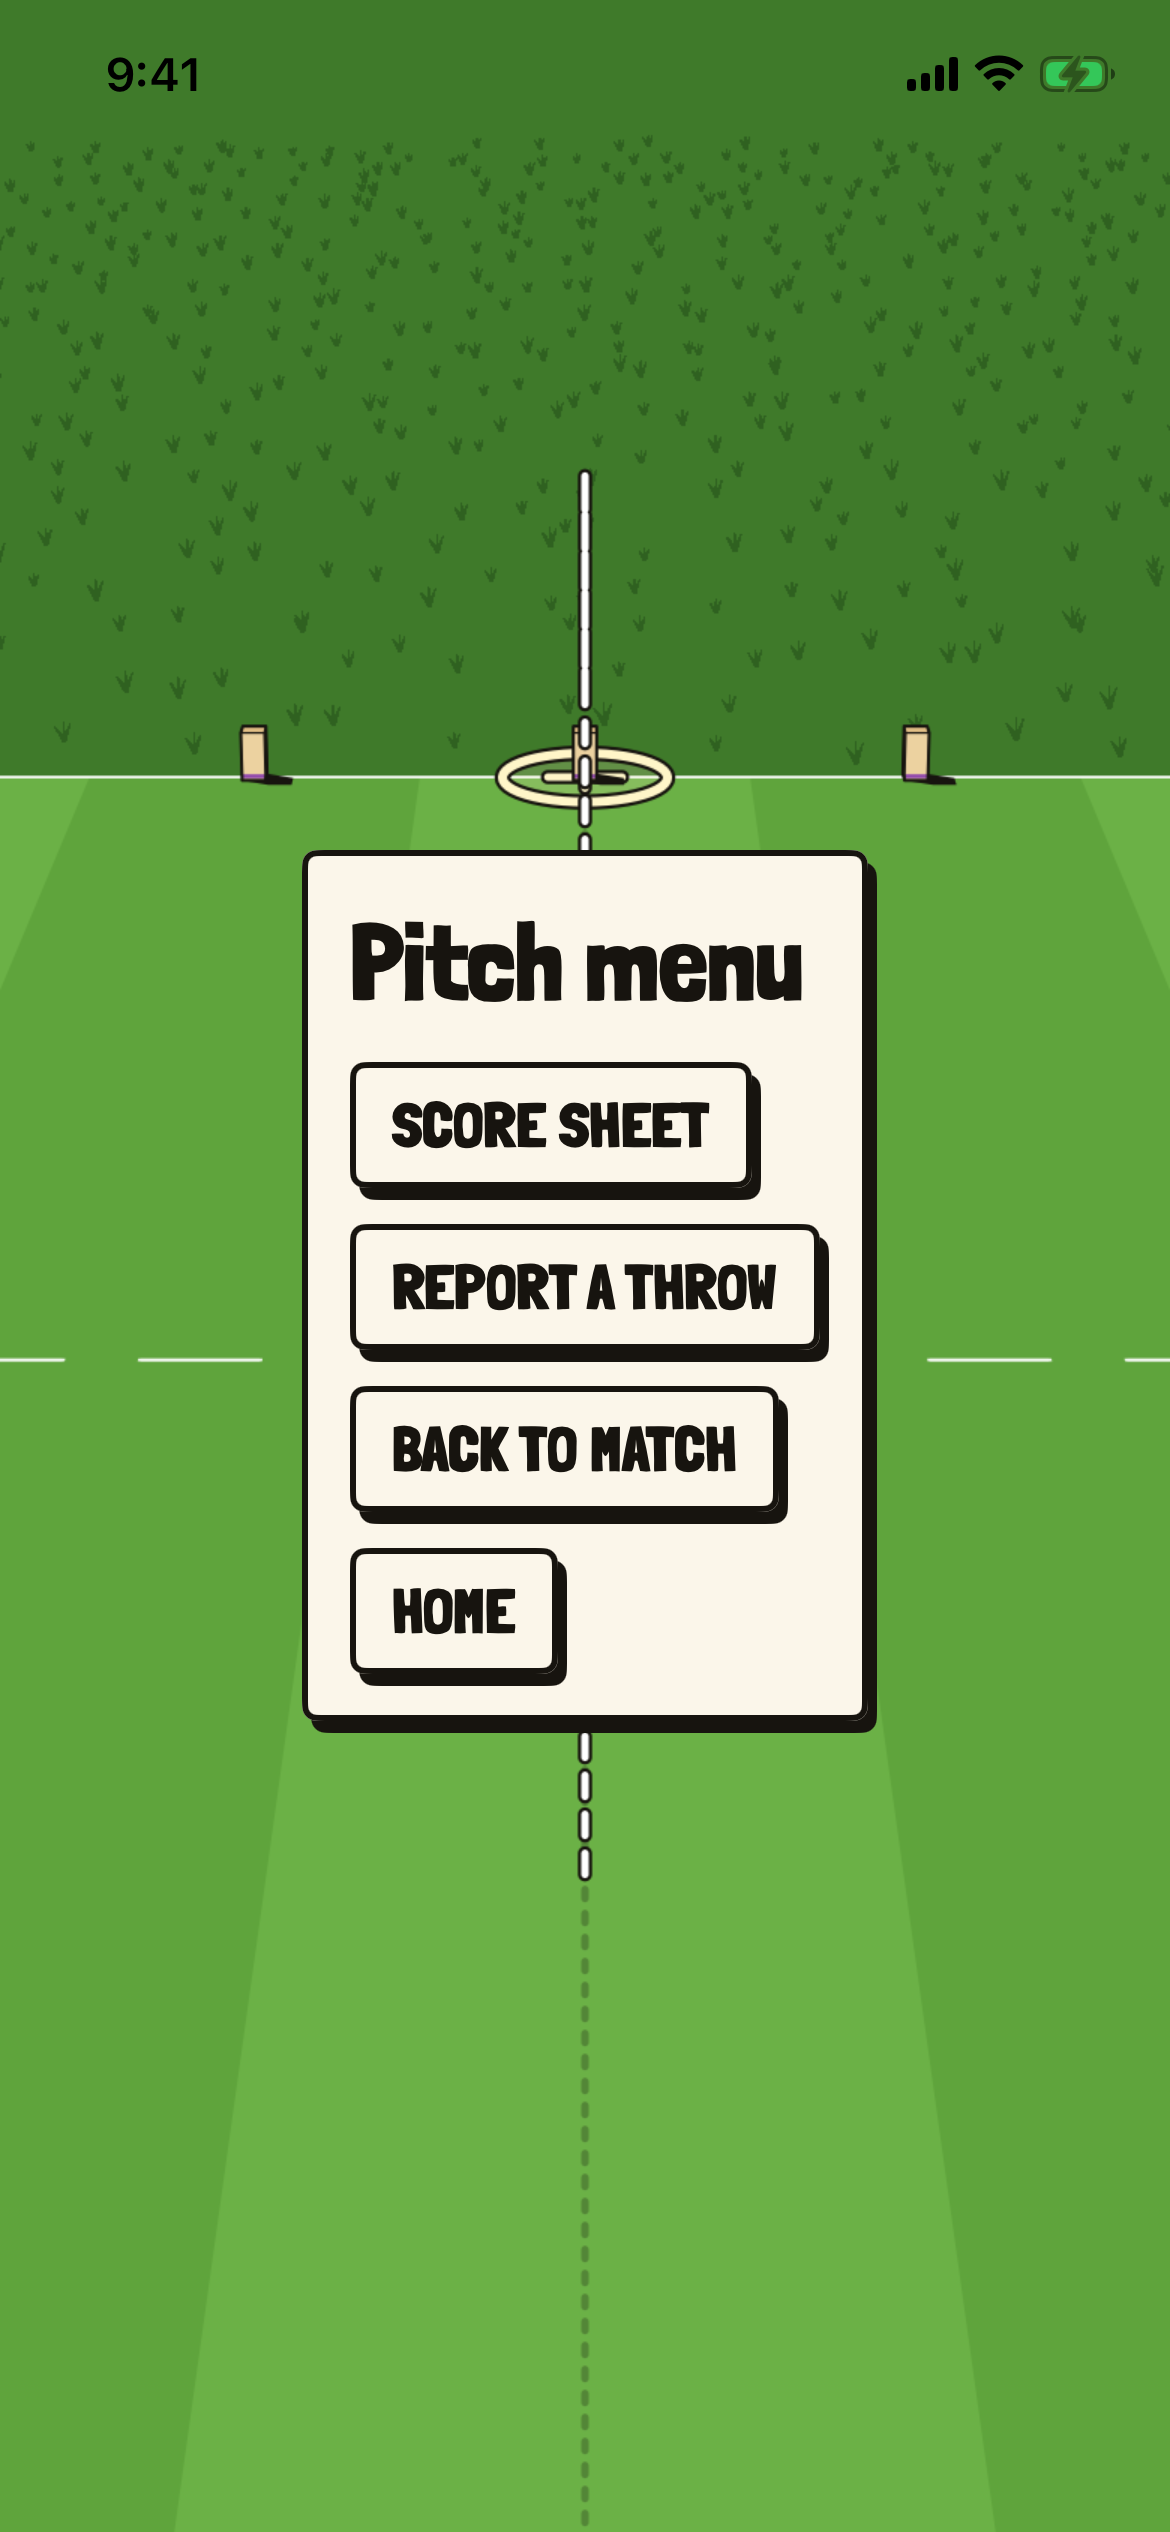 9:41
Pitch menu
SCORE SHEET
REPORT A THROW
BACK TO MATCH
HOME